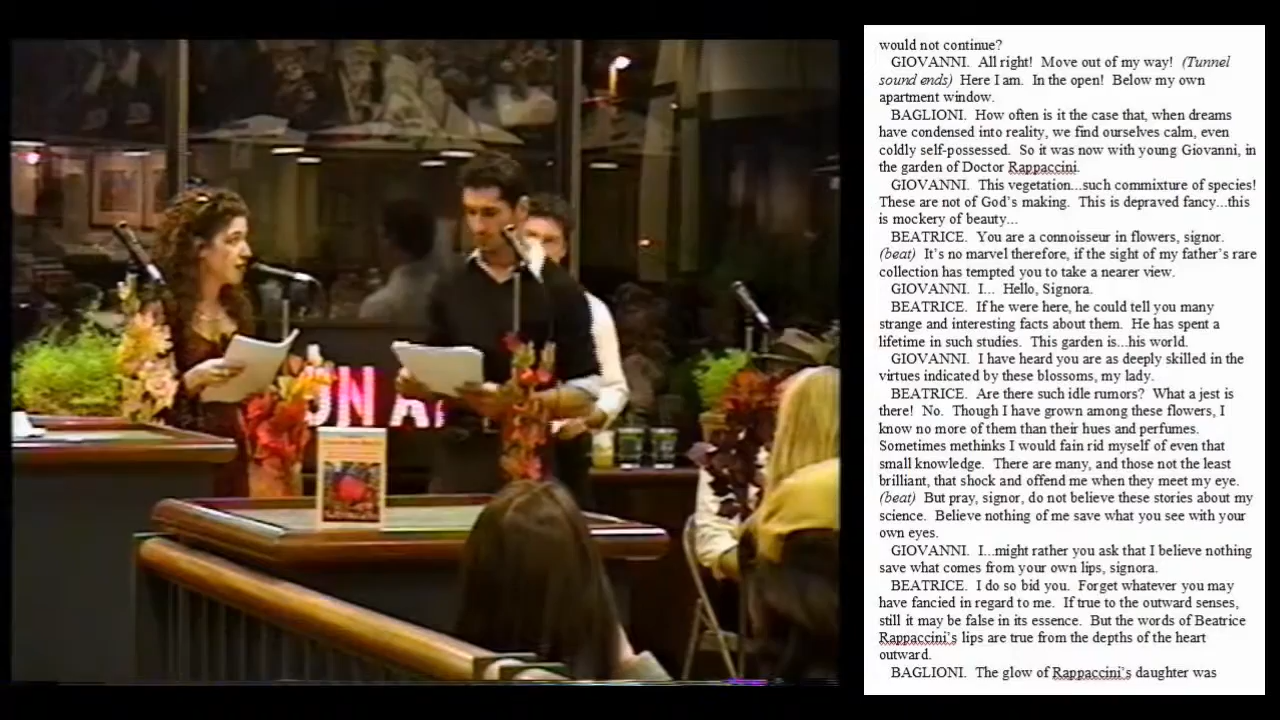 would not continue?
GIOVANNI. All right! Move out of my way! (Tunnel
sound ends) Here I am. In the open! Below my own
apartment window.
BAGLIONI. How often is it the case that, when dreams
have condensed into reality, we find ourselves calm, even
coldly self-possessed. So it was now with young Giovanni, in
the garden of Doctor Rappaccini.
GIOVANNI. This vegetation...such commixture of species!
These are not of God's making. This is depraved fancy...this
is mockery of beauty...
BEATRICE. You are a connoisseur in flowers, signor.
(beat) It's no marvel therefore, if the sight of my father's rare
collection has tempted you to take a nearer view.
GIOVANNI. I... Hello, Signora.
BEATRICE. If he were here, he could tell you many
strange and interesting facts about them. He has spent a
lifetime in such studies. This garden is...his world.
GIOVANNI. I have heard you are as deeply skilled in the
virtues indicated by these blossoms, my lady.
BEATRICE. Are there such idle rumors? What a jest is
there! No. Though I have grown among these flowers, I
know no more of them than their hues and perfumes.
Sometimes methinks I would fain rid myself of even that
small knowledge. There are many, and those not the least
brilliant, that shock and offend me when they meet my eye.
(beat) But pray, signor, do not believe these stories about my
science. Believe nothing of me save what you see with your
own eyes.
GIOVANNI. I...might rather you ask that I believe nothing
save what comes from your own lips, signora.
BEATRICE. I do so bid you. Forget whatever you may
have fancied in regard to me. If true to the outward senses,
still it may be false in its essence. But the words of Beatrice
Rappaccini's lips are true from the depths of the heart
outward.
BAGLIONI. The glow of Rappaccini's daughter was
ON